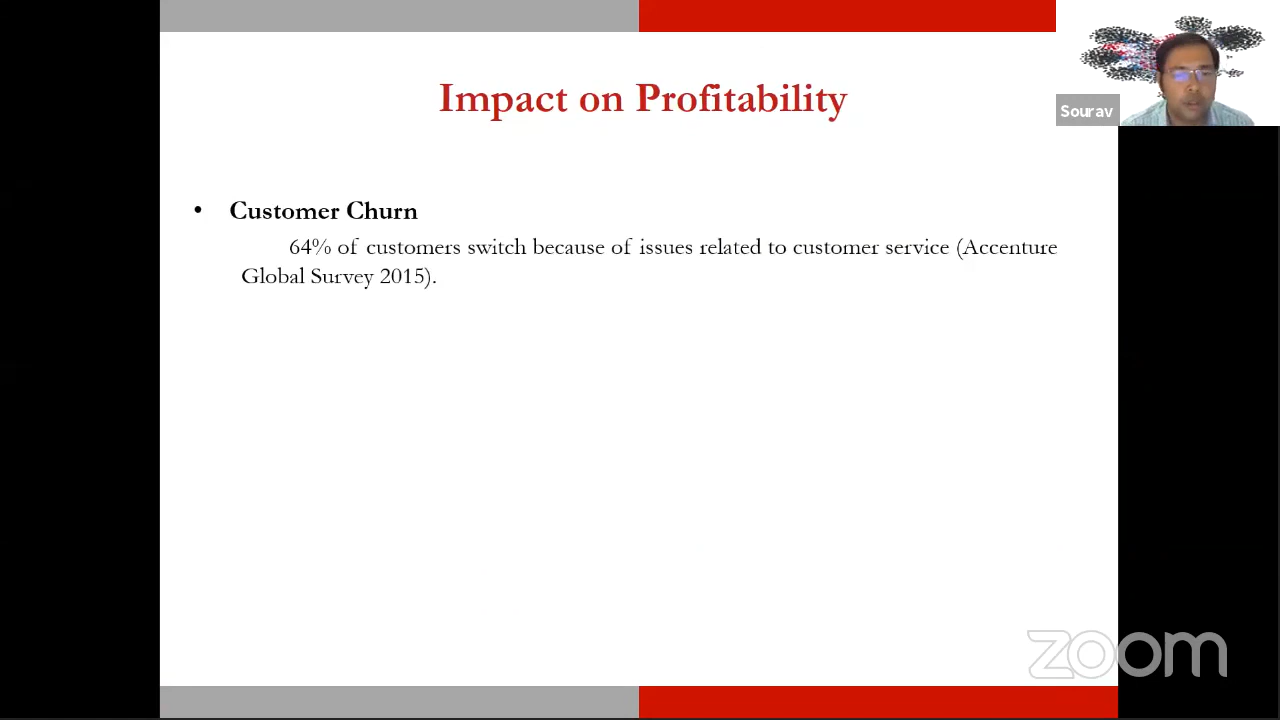 Impact on Profitability
Sourav
• Customer Churn
64% of customers switch because of issues related to customer service (Accenture
Global Survey 2015).
zoom